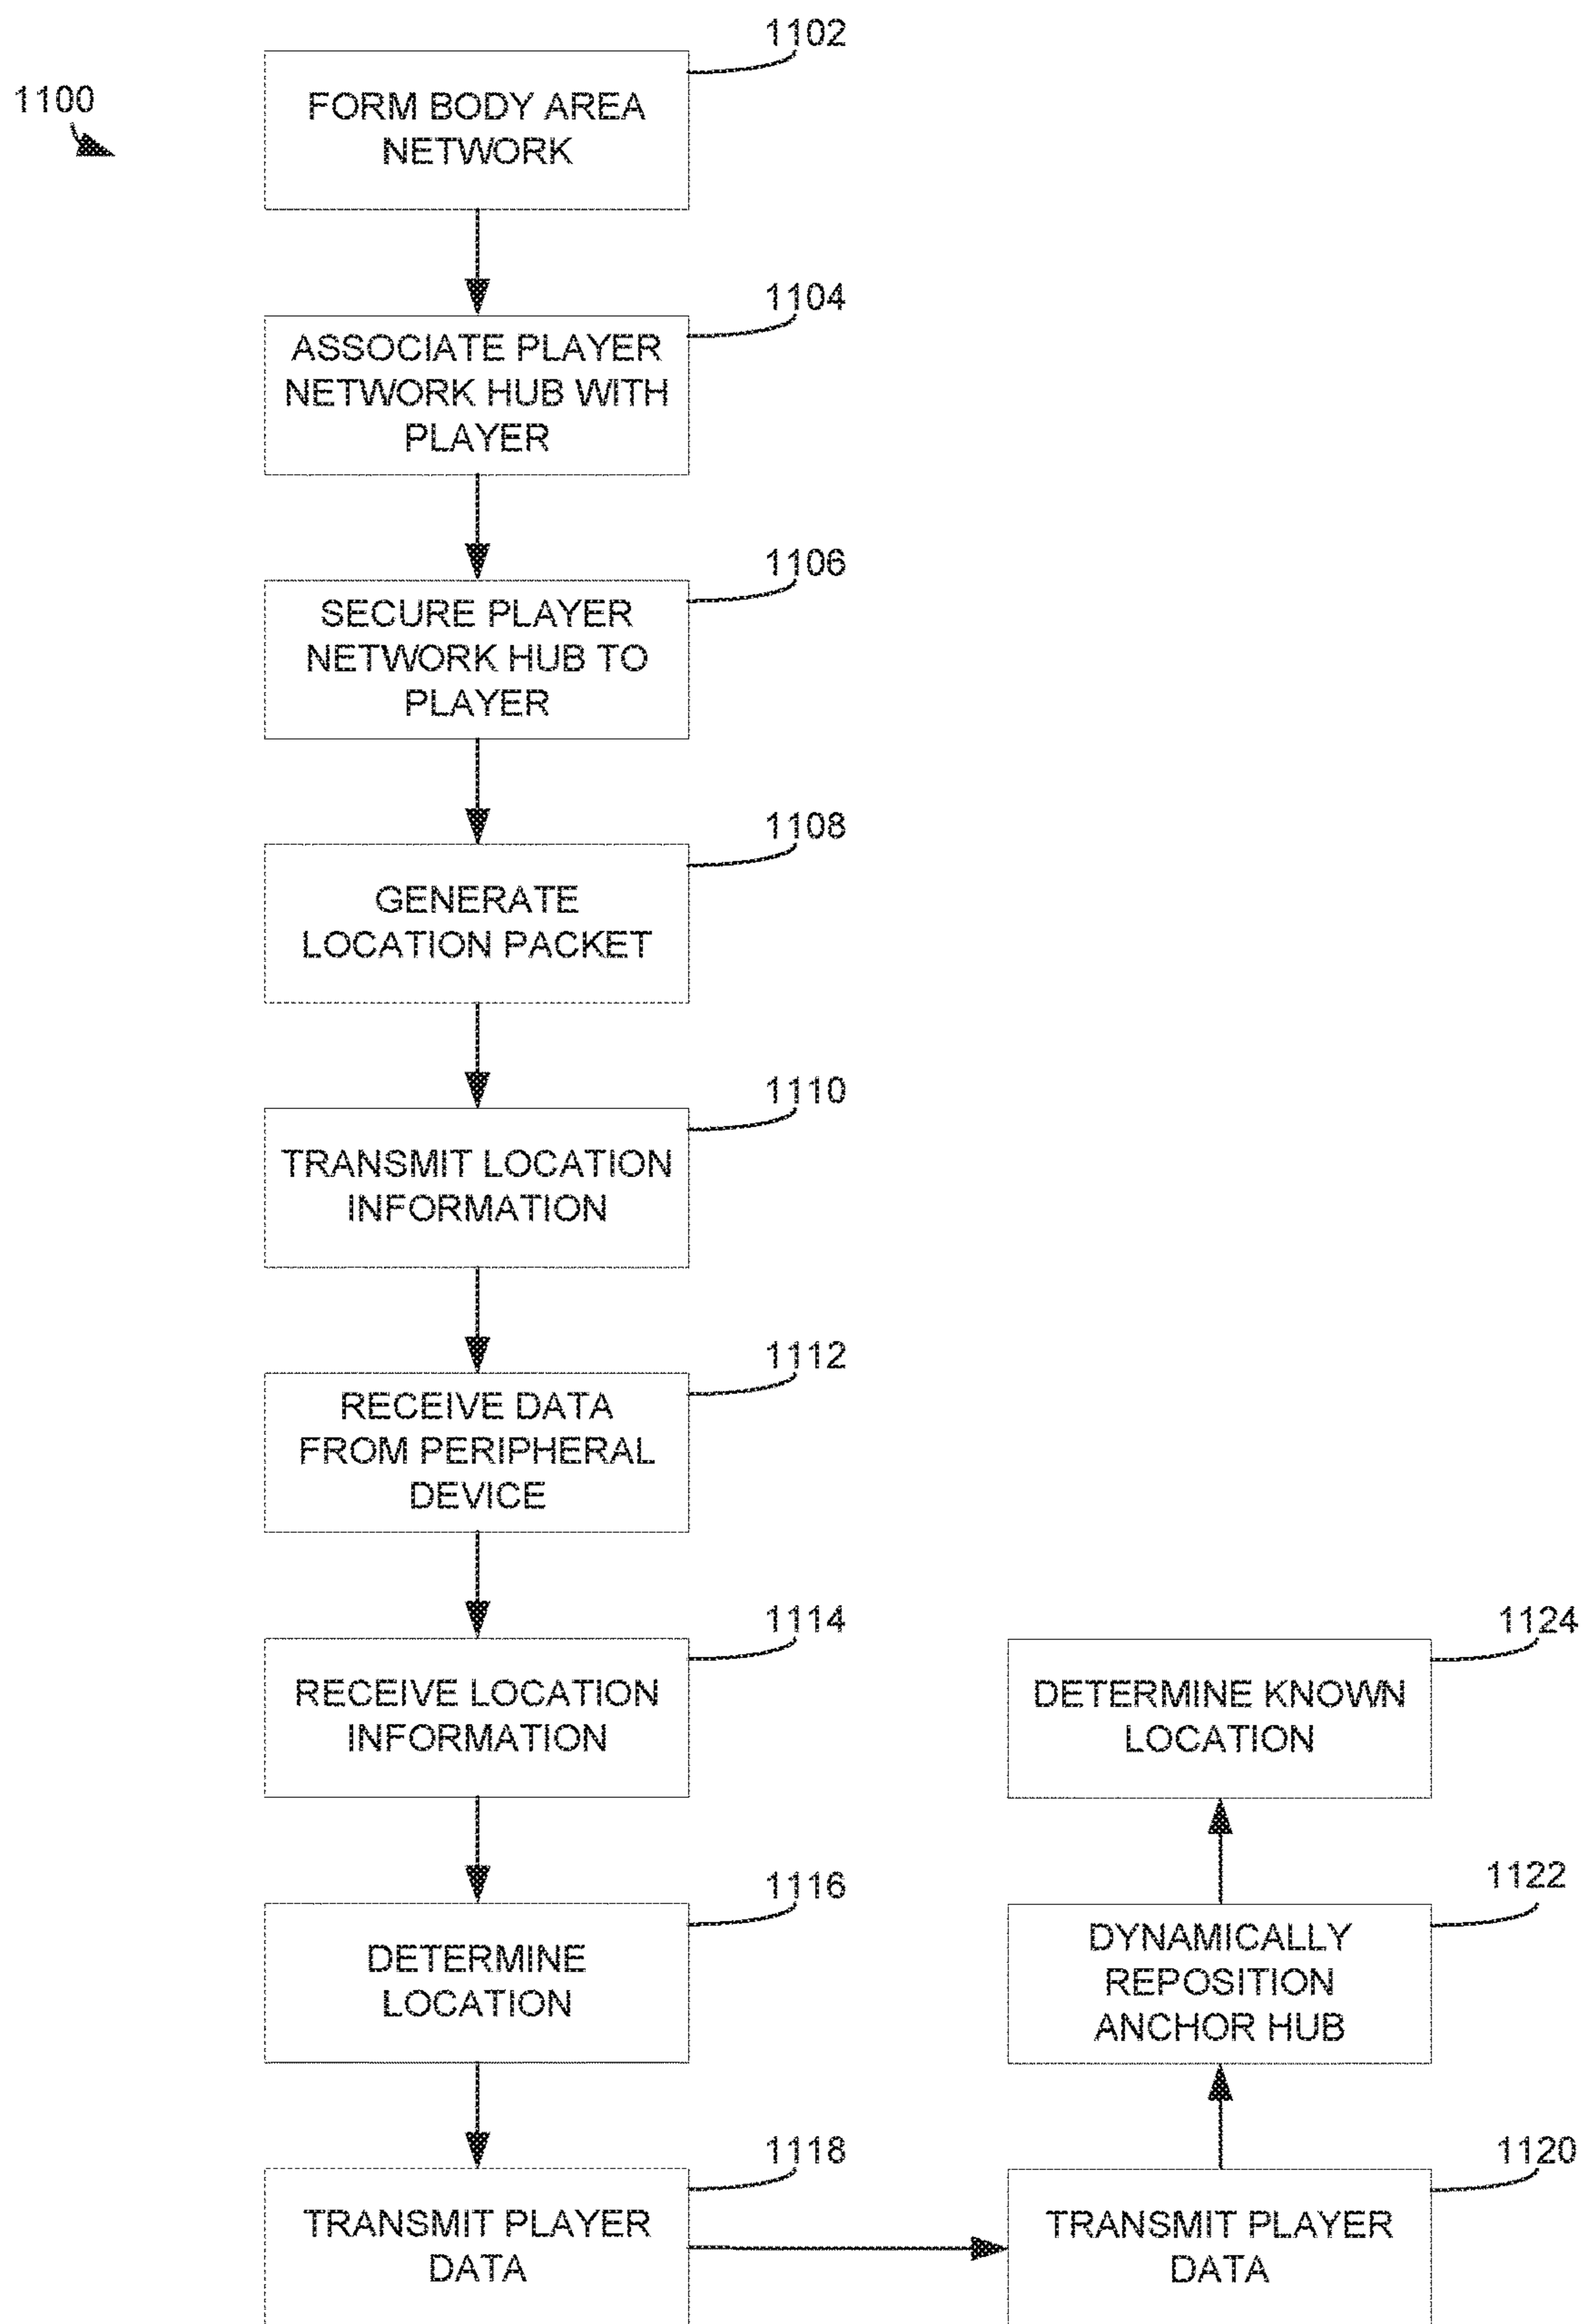 1100
1102
FORM BODY AREA
NETWORK
1104
ASSOCIATE PLAYER
NETWORK HUB WITH
PLAYER
1106
SECURE PLAYER
NETWORK HUB TO
PLAYER
1108
GENERATE
LOCATION PACKET
1110
TRANSMIT LOCATION
INFORMATION
1112
RECEIVE DATA
FROM PERIPHERAL
DEVICE
1114
RECEIVE LOCATION
INFORMATION
1116
DETERMINE
LOCATION
1118
TRANSMIT PLAYER
DATA
1120
TRANSMIT PLAYER
DATA
1122
DYNAMICALLY
REPOSITION
ANCHOR HUB
1124
DETERMINE KNOWN
LOCATION